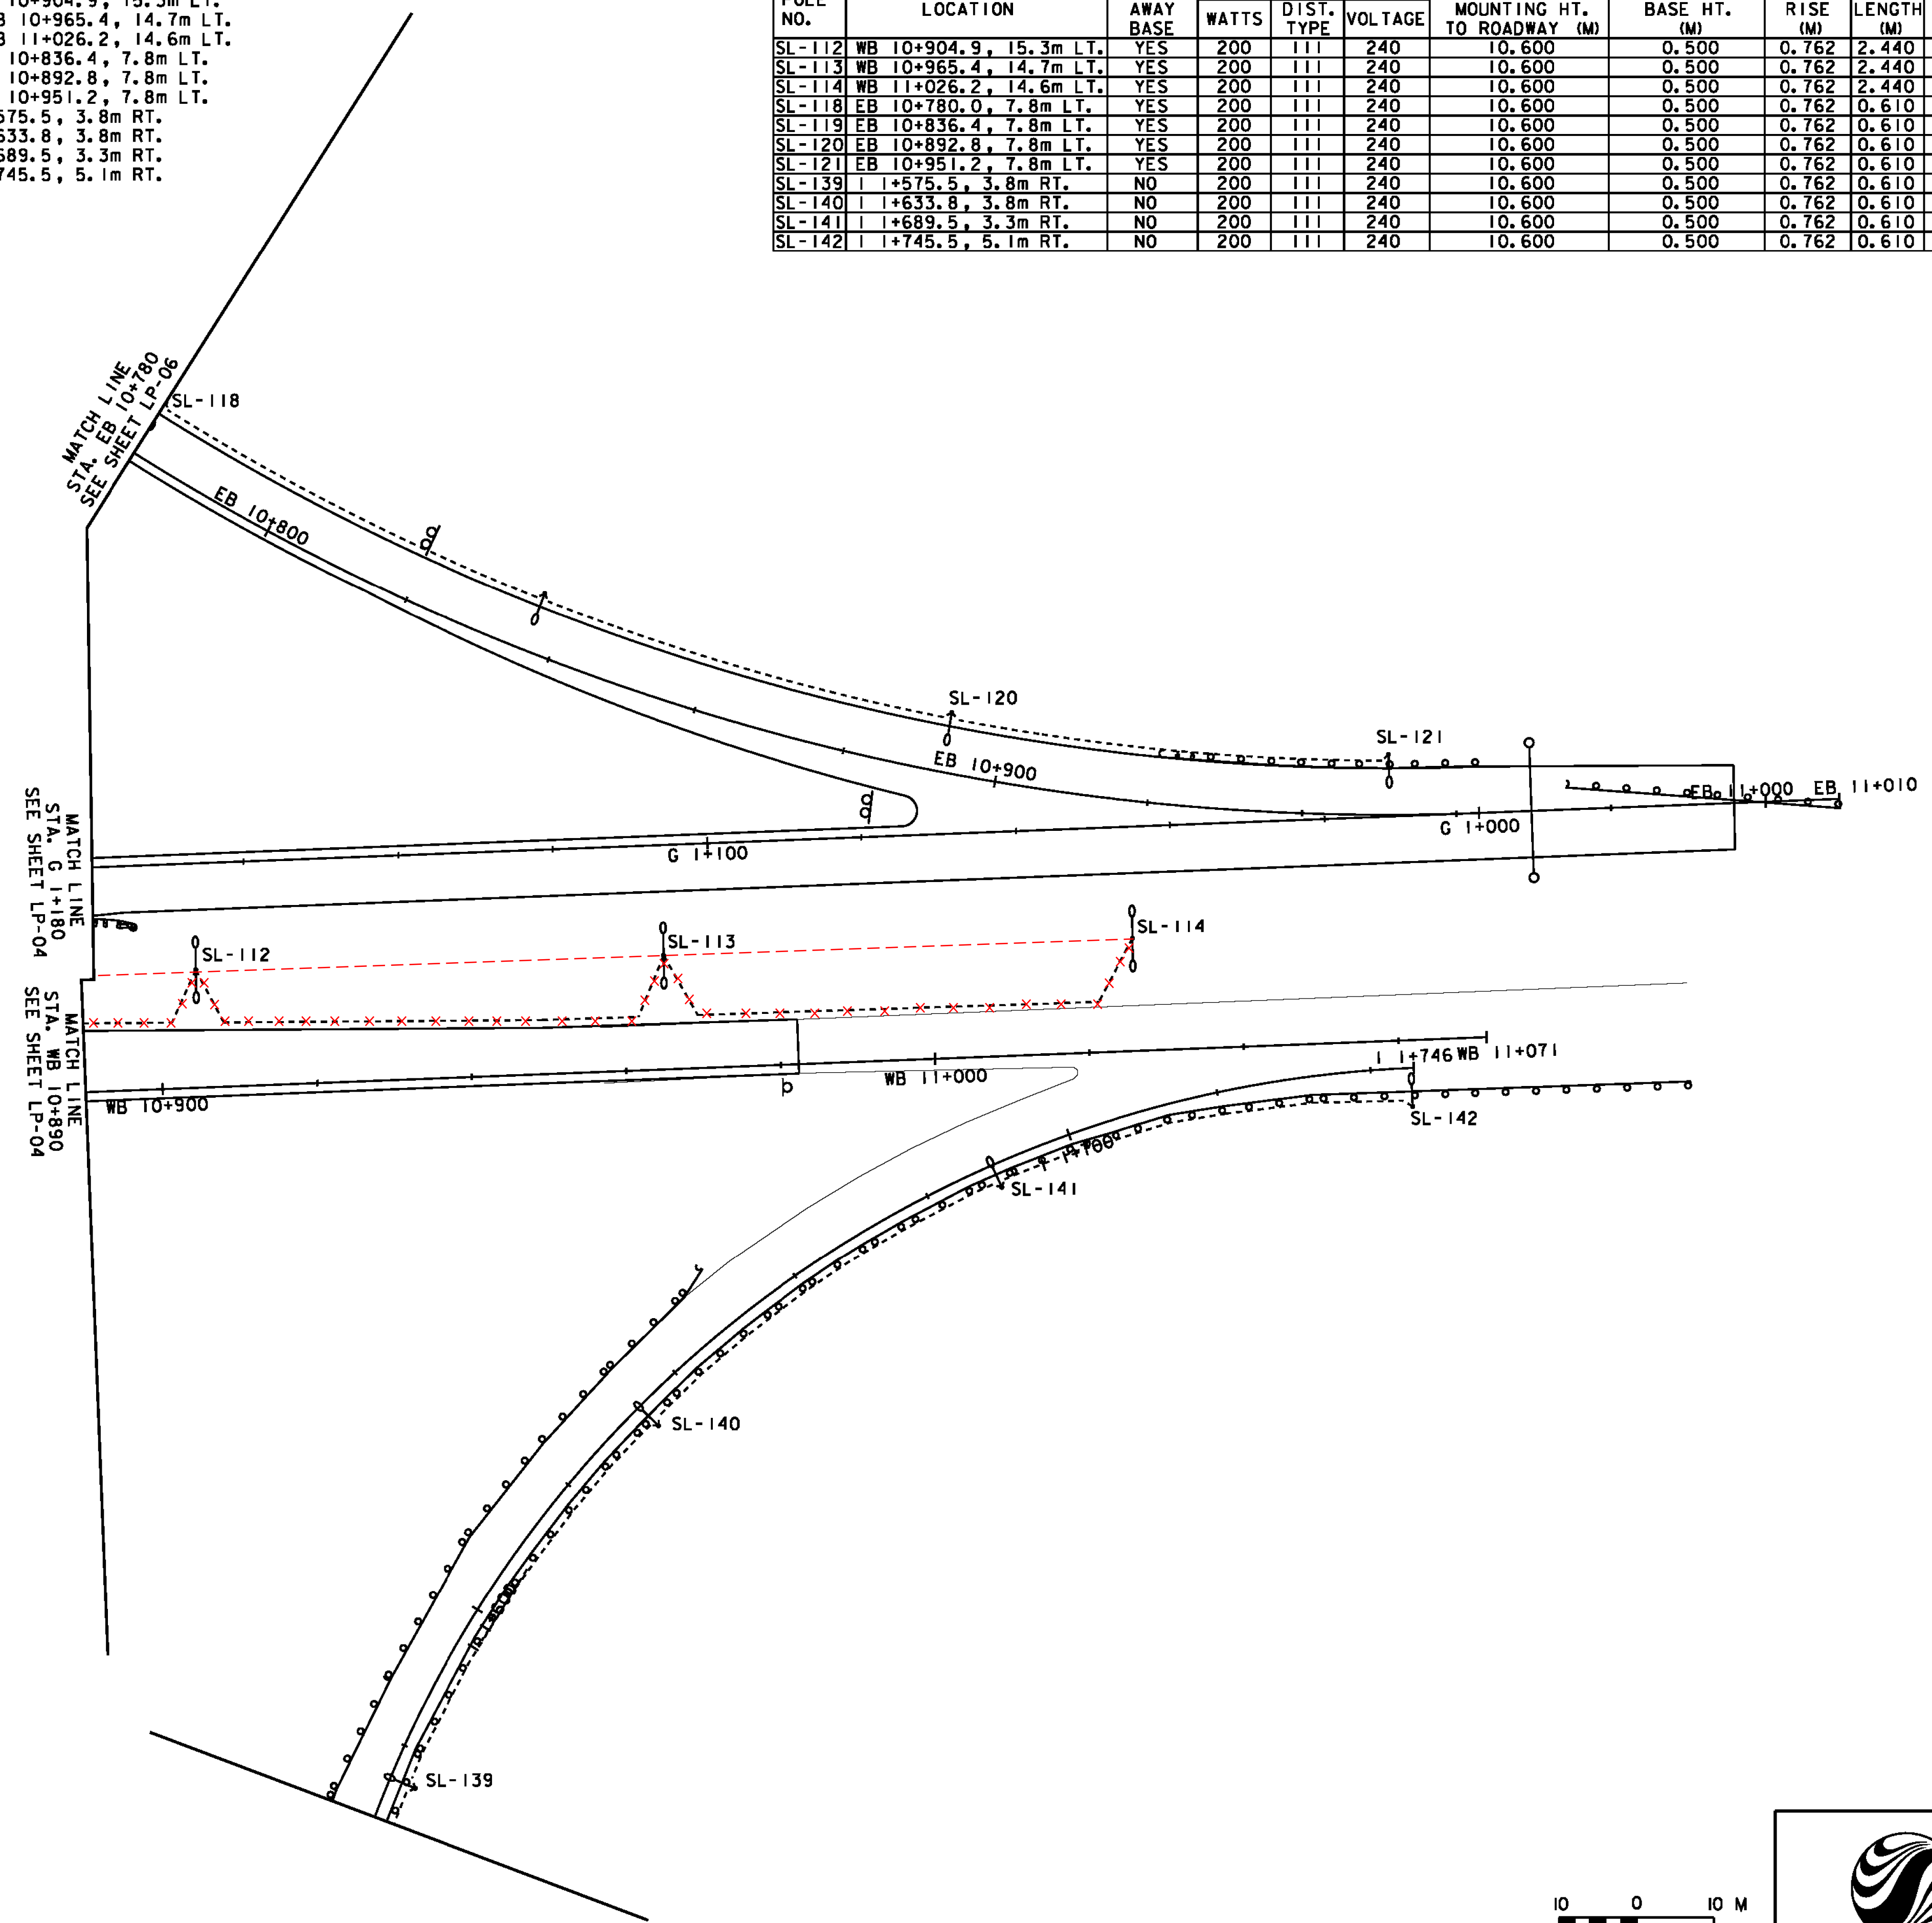 10+965.4, 14.7m LT.
11+026.2, 14.6m LT.
10+836.4, 7.8m LT.
10+892.8, 7.8m LT.
10+951.2, 7.8m LT.
575.5, 3.8m RT.
633.8, 3.8m RT.
689.5, 3.3m RT.
745.5, 5.1m RT.
NO. LOCATION AWAY BASE WATTS DIST. TYPE VOLTAGE MOUNTING HT. TO ROADWAY (M) BASE HT. (M) RISE (M) LENGTH (M)
SL-112 WB 10+904.9, 15.3m LT. YES 200 III 240 10.600 0.500 0.762 2.440
SL-113 WB 10+965.4, 14.7m LT. YES 200 III 240 10.600 0.500 0.762 2.440
SL-114 WB 11+026.2, 14.6m LT. YES 200 III 240 10.600 0.500 0.762 2.440
SL-118 EB 10+780.0, 7.8m LT. YES 200 III 240 10.600 0.500 0.762 0.610
SL-119 EB 10+836.4, 7.8m LT. YES 200 III 240 10.600 0.500 0.762 0.610
SL-120 EB 10+892.8, 7.8m LT. YES 200 III 240 10.600 0.500 0.762 0.610
SL-121 EB 10+951.2, 7.8m LT. YES 200 III 240 10.600 0.500 0.762 0.610
SL-139 I 1+575.5, 3.8m RT. NO 200 III 240 10.600 0.500 0.762 0.610
SL-140 I 1+633.8, 3.8m RT. NO 200 III 240 10.600 0.500 0.762 0.610
SL-141 I 1+689.5, 3.3m RT. NO 200 III 240 10.600 0.500 0.762 0.610
SL-142 I 1+745.5, 5.1m RT. NO 200 III 240 10.600 0.500 0.762 0.610
MATCH LINE
STA. EB 10+780
SEE SHEET LP-06
SL-118
EB 10+800
SL-120
SL-121
EB 10+900
EB 11+000 EB 11+010
G 1+000
G 1+100
MATCH LINE
STA. G 1+180
SEE SHEET LP-04
SL-112
SL-113
SL-114
MATCH LINE
STA. WB 10+890
SEE SHEET LP-04
WB 10+900
WB 11+000
I 1+746 WB 11+071
SL-142
I 1+700
SL-141
SL-140
SL-139
10 0 10 M